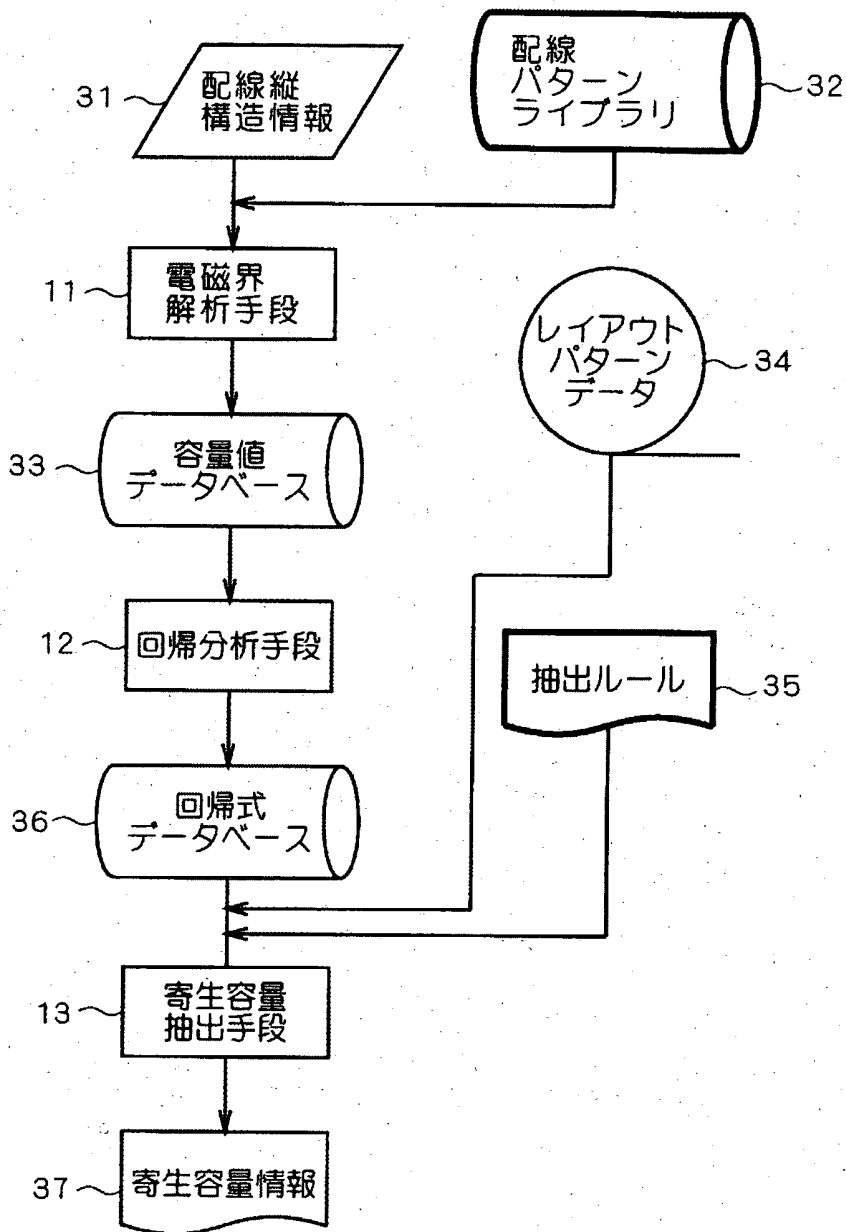 31
配線縦
構造情報
配線
パターン
ライブラリ
32
11
電磁界
解析手段
レイアウト
パターン
データ
34
33
容量値
データベース
12
回帰分析手段
抽出ルール
35
36
回帰式
データベース
13
寄生容量
抽出手段
37
寄生容量情報